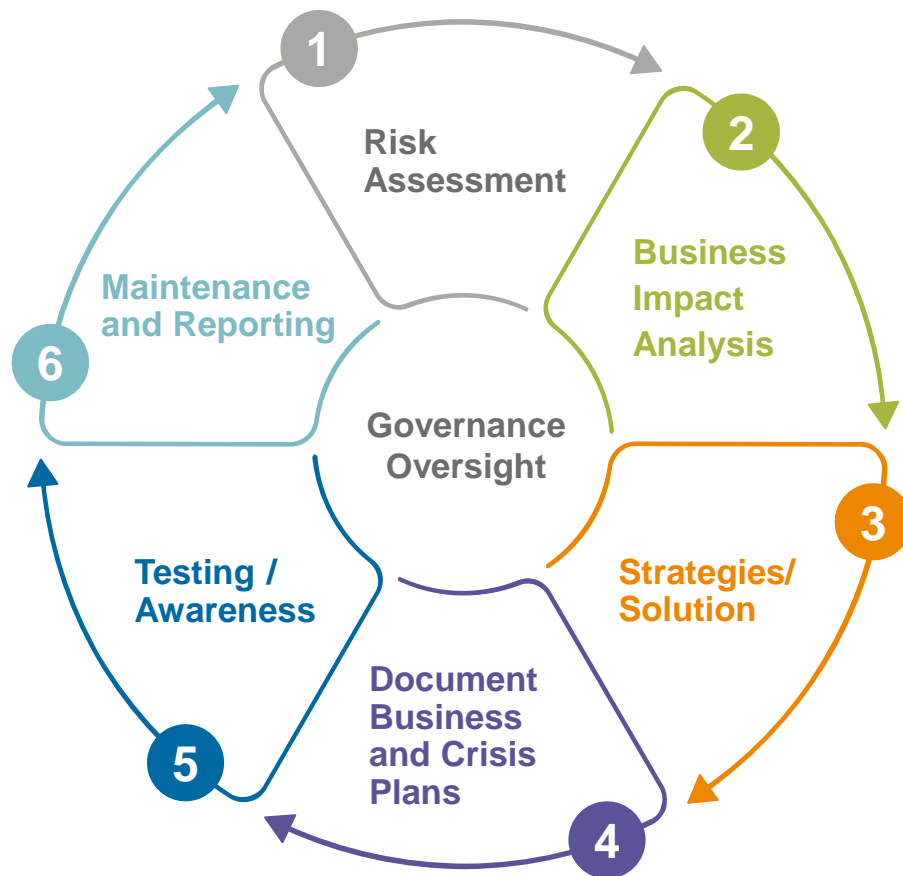 1
Risk
Assessment
2
Business
Impact
Analysis
3
Strategies/
Solution
4
Document
Business
and Crisis
Plans
5
Testing /
Awareness
6
Maintenance
and Reporting
Governance
Oversight